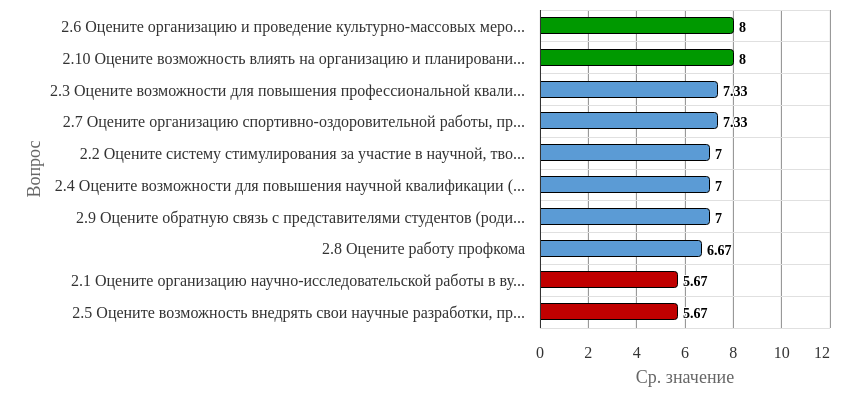 2.6 Оцените организацию и проведение культурно-массовых меро... 8
2.10 Оцените возможность влиять на организацию и планировани... 8
2.3 Оцените возможности для повышения профессиональной квали... 7.33
2.7 Оцените организацию спортивно-оздоровительной работы, пр... 7.33
2.2 Оцените систему стимулирования за участие в научной, тво... 7
2.4 Оцените возможности для повышения научной квалификации (... 7
2.9 Оцените обратную связь с представителями студентов (роди... 7
2.8 Оцените работу профкома 6.67
2.1 Оцените организацию научно-исследовательской работы в ву... 5.67
2.5 Оцените возможность внедрять свои научные разработки, пр... 5.67
Вопрос
0 2 4 6 8 10 12
Ср. значение